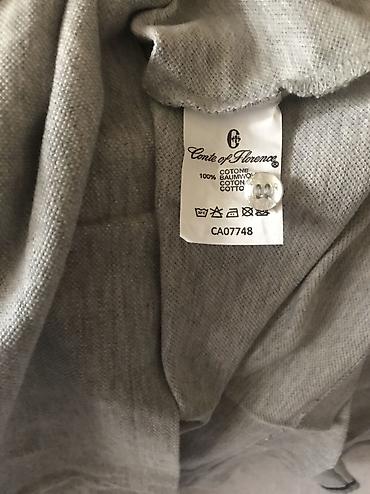 Conte of Florence®
100% COTONE
COTON
COTTO
CA07748